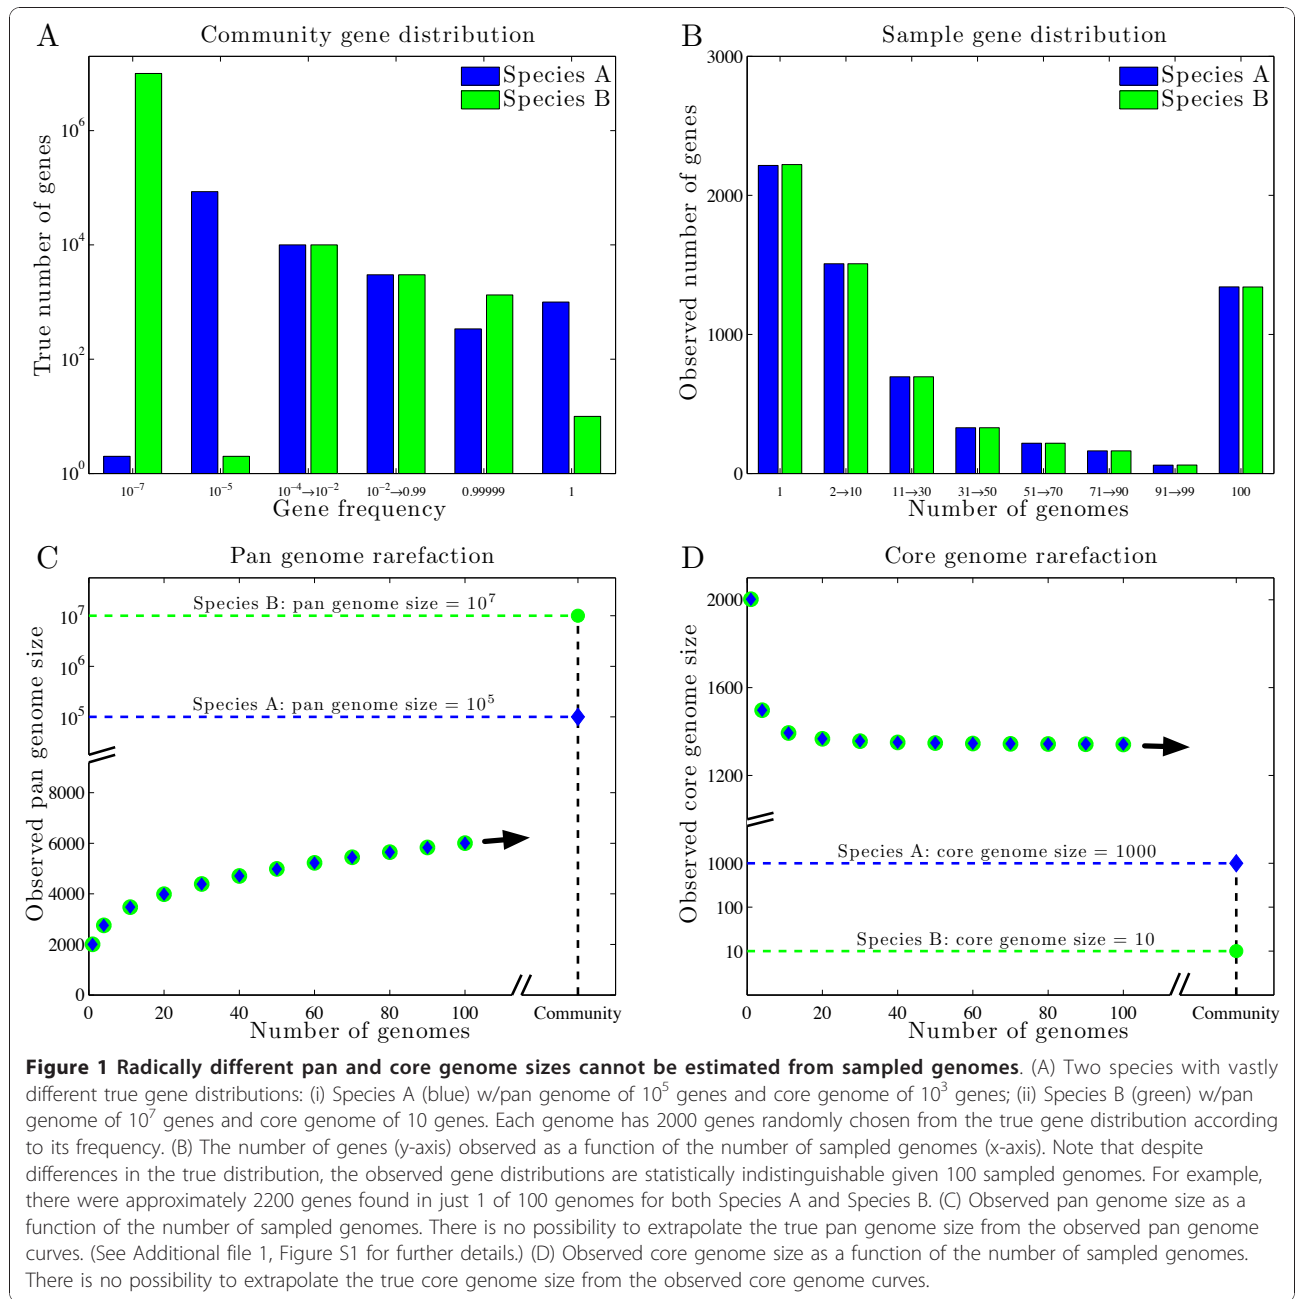 A
Community gene distribution
True number of genes
10^6
10^4
10^2
10^0
Species A
Species B
10^-7
10^-5
10^-4→10^-2
10^-2→0.99
0.99999
1
Gene frequency
B
Sample gene distribution
Observed number of genes
3000
2000
1000
0
Species A
Species B
1
2→10
11→30
31→50
51→70
71→90
91→99
100
Number of genomes
C
Pan genome rarefaction
Observed pan genome size
10^7
10^6
10^5
8000
6000
4000
2000
0
Species B: pan genome size = 10^7
Species A: pan genome size = 10^5
0
20
40
60
80
100
Community
Number of genomes
D
Core genome rarefaction
Observed core genome size
2000
1600
1200
1000
100
10
Species A: core genome size = 1000
Species B: core genome size = 10
0
20
40
60
80
100
Community
Number of genomes
Figure 1 Radically different pan and core genome sizes cannot be estimated from sampled genomes. (A) Two species with vastly
different true gene distributions: (i) Species A (blue) w/pan genome of 10^5 genes and core genome of 10^3 genes; (ii) Species B (green) w/pan
genome of 10^7 genes and core genome of 10 genes. Each genome has 2000 genes randomly chosen from the true gene distribution according
to its frequency. (B) The number of genes (y-axis) observed as a function of the number of sampled genomes (x-axis). Note that despite
differences in the true distribution, the observed gene distributions are statistically indistinguishable given 100 sampled genomes. For example,
there were approximately 2200 genes found in just 1 of 100 genomes for both Species A and Species B. (C) Observed pan genome size as a
function of the number of sampled genomes. There is no possibility to extrapolate the true pan genome size from the observed pan genome
curves. (See Additional file 1, Figure S1 for further details.) (D) Observed core genome size as a function of the number of sampled genomes.
There is no possibility to extrapolate the true core genome size from the observed core genome curves.